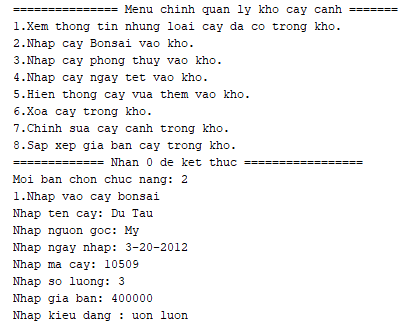 =============== Menu chinh quan ly kho cay canh =======
1.Xem thong tin nhung loai cay da co trong kho.
2.Nhap cay Bonsai vao kho.
3.Nhap cay phong thuy vao kho.
4.Nhap cay ngay tet vao kho.
5.Hien thong cay vua them vao kho.
6.Xoa cay trong kho.
7.Chinh sua cay canh trong kho.
8.Sap xep gia ban cay trong kho.
============= Nhan 0 de ket thuc =================
Moi ban chon chuc nang: 2
1.Nhap vao cay bonsai
Nhap ten cay: Du Tau
Nhap nguon goc: My
Nhap ngay nhap: 3-20-2012
Nhap ma cay: 10509
Nhap so luong: 3
Nhap gia ban: 400000
Nhap kieu dang : uon luon